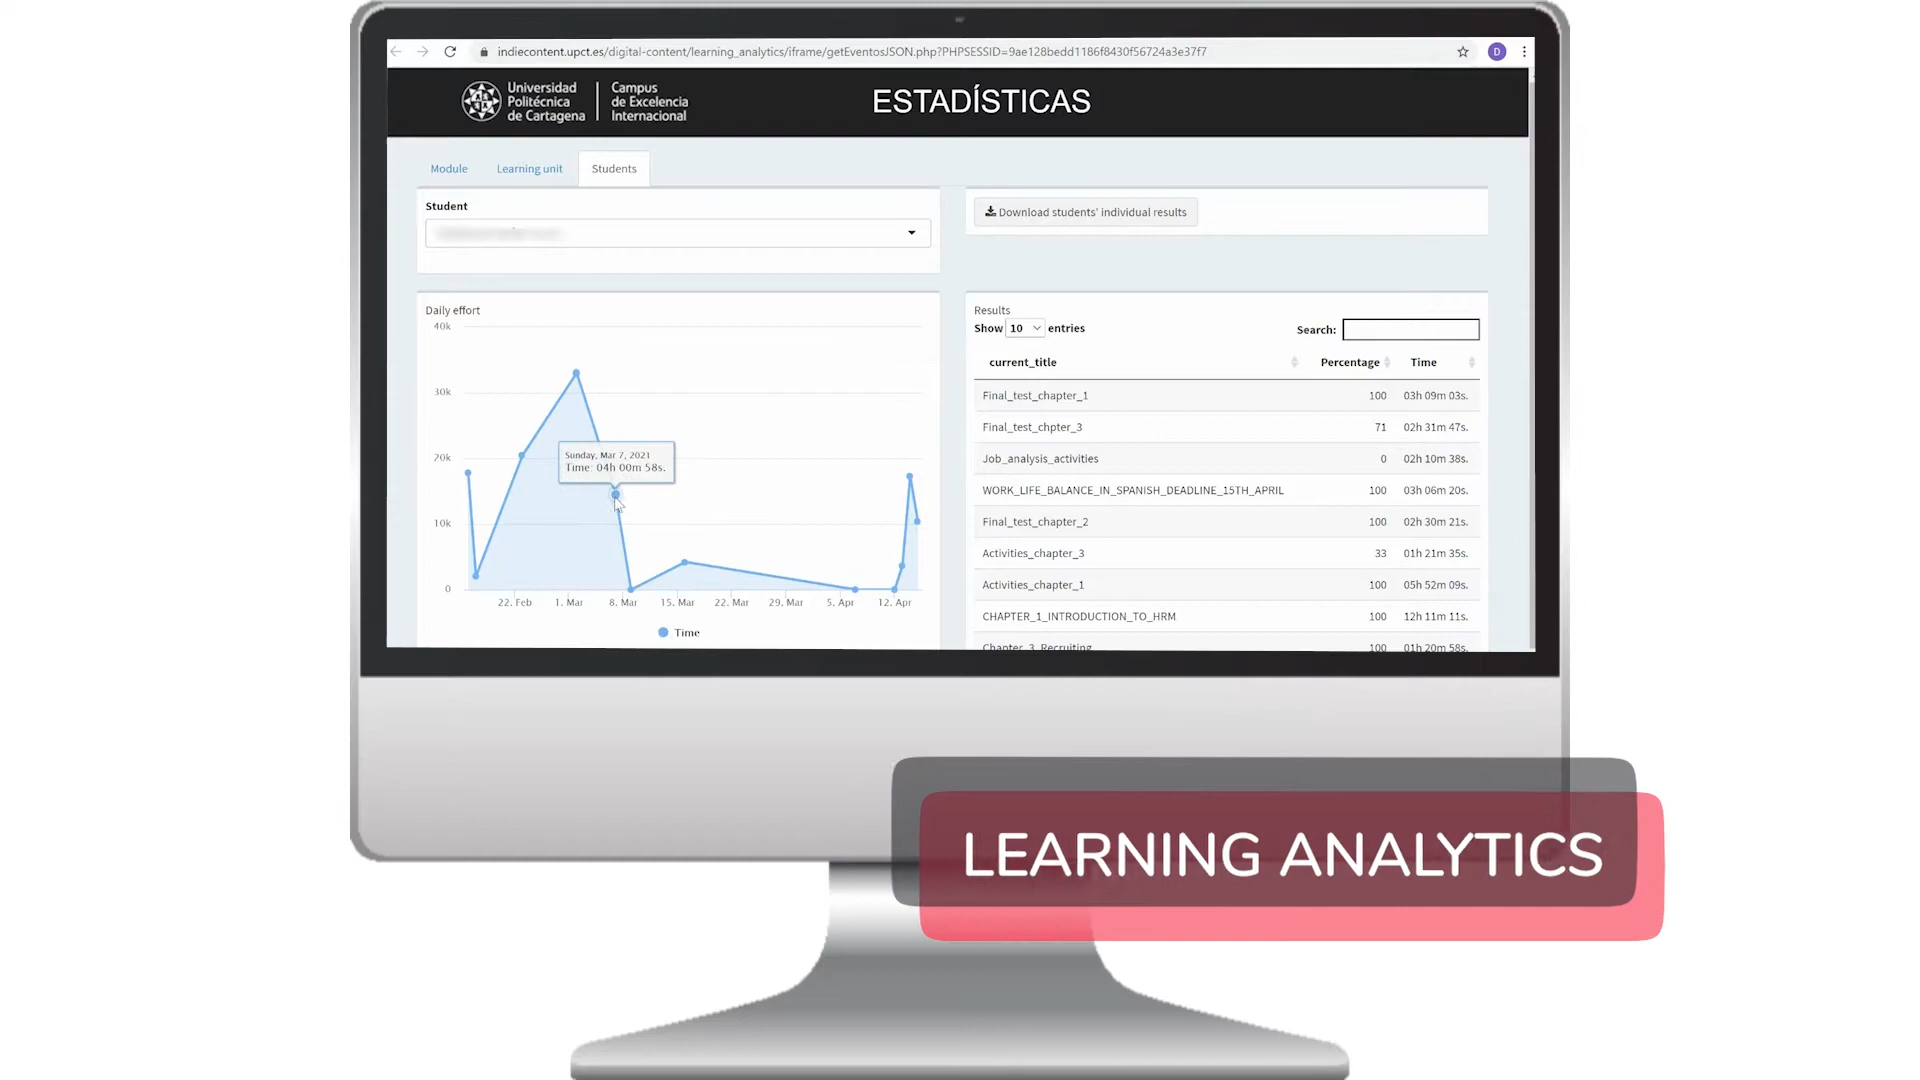 indiecontent.upct.es/digital-content/learning_analytics/iframe/getEventosJSON.php?PHPSESSID=9ae128bedd1186f8430f56724a3e37f7
D
Universidad
Politécnica
de Cartagena
Campus
de Excelencia
Internacional
ESTADÍSTICAS
Module
Learning unit
Students
Student
Download students' individual results
Daily effort
40k
30k
20k
10k
0
Sunday, Mar 7, 2021
Time: 04h 00m 58s.
22. Feb 1. Mar 8. Mar 15. Mar 22. Mar 29. Mar 5. Apr 12. Apr
Time
Results
Show 10 entries
Search:
current_title Percentage Time
Final_test_chapter_1 100 03h 09m 03s.
Final_test_chpter_3 71 02h 31m 47s.
Job_analysis_activities 0 02h 10m 38s.
WORK_LIFE_BALANCE_IN_SPANISH_DEADLINE_15TH_APRIL 100 03h 06m 20s.
Final_test_chapter_2 100 02h 30m 21s.
Activities_chapter_3 33 01h 21m 35s.
Activities_chapter_1 100 05h 52m 09s.
CHAPTER_1_INTRODUCTION_TO_HRM 100 12h 11m 11s.
Chapter_3_Recruiting 100 01h 20m 58s.
LEARNING ANALYTICS